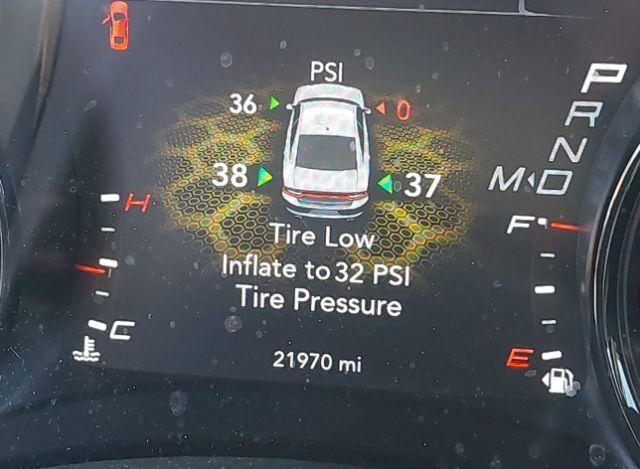 PSI
36 0
38 37
Tire Low
Inflate to 32 PSI
Tire Pressure
21970 mi
H
C
P
R
N
M D
F
E